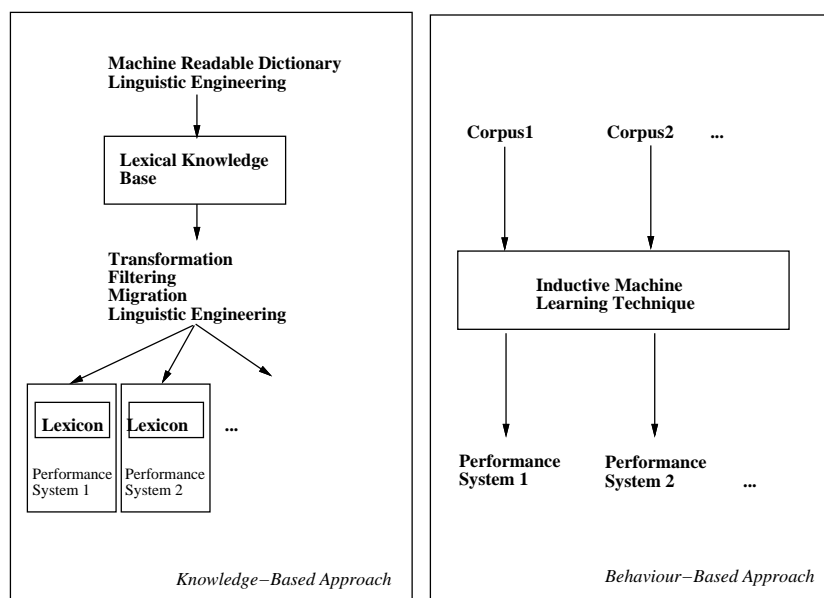 Machine Readable Dictionary
Linguistic Engineering
Lexical Knowledge
Base
Transformation
Filtering
Migration
Linguistic Engineering
Lexicon
Lexicon
...
Performance
System 1
Performance
System 2
Knowledge−Based Approach
Corpus1
Corpus2
...
Inductive Machine
Learning Technique
Performance
System 1
Performance
System 2
...
Behaviour−Based Approach